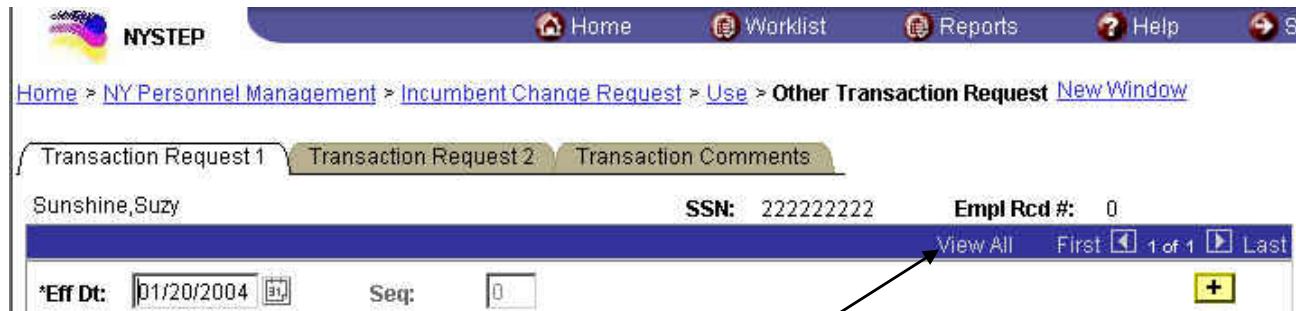 NYSTEP Home Worklist Reports Help S
Home > NY Personnel Management > Incumbent Change Request > Use > Other Transaction Request New Window
Transaction Request 1 Transaction Request 2 Transaction Comments
Sunshine,Suzy SSN: 222222222 Empl Rcd #: 0
View All First 1 of 1 Last
*Eff Dt: 01/20/2004 31 Seq: 0 +